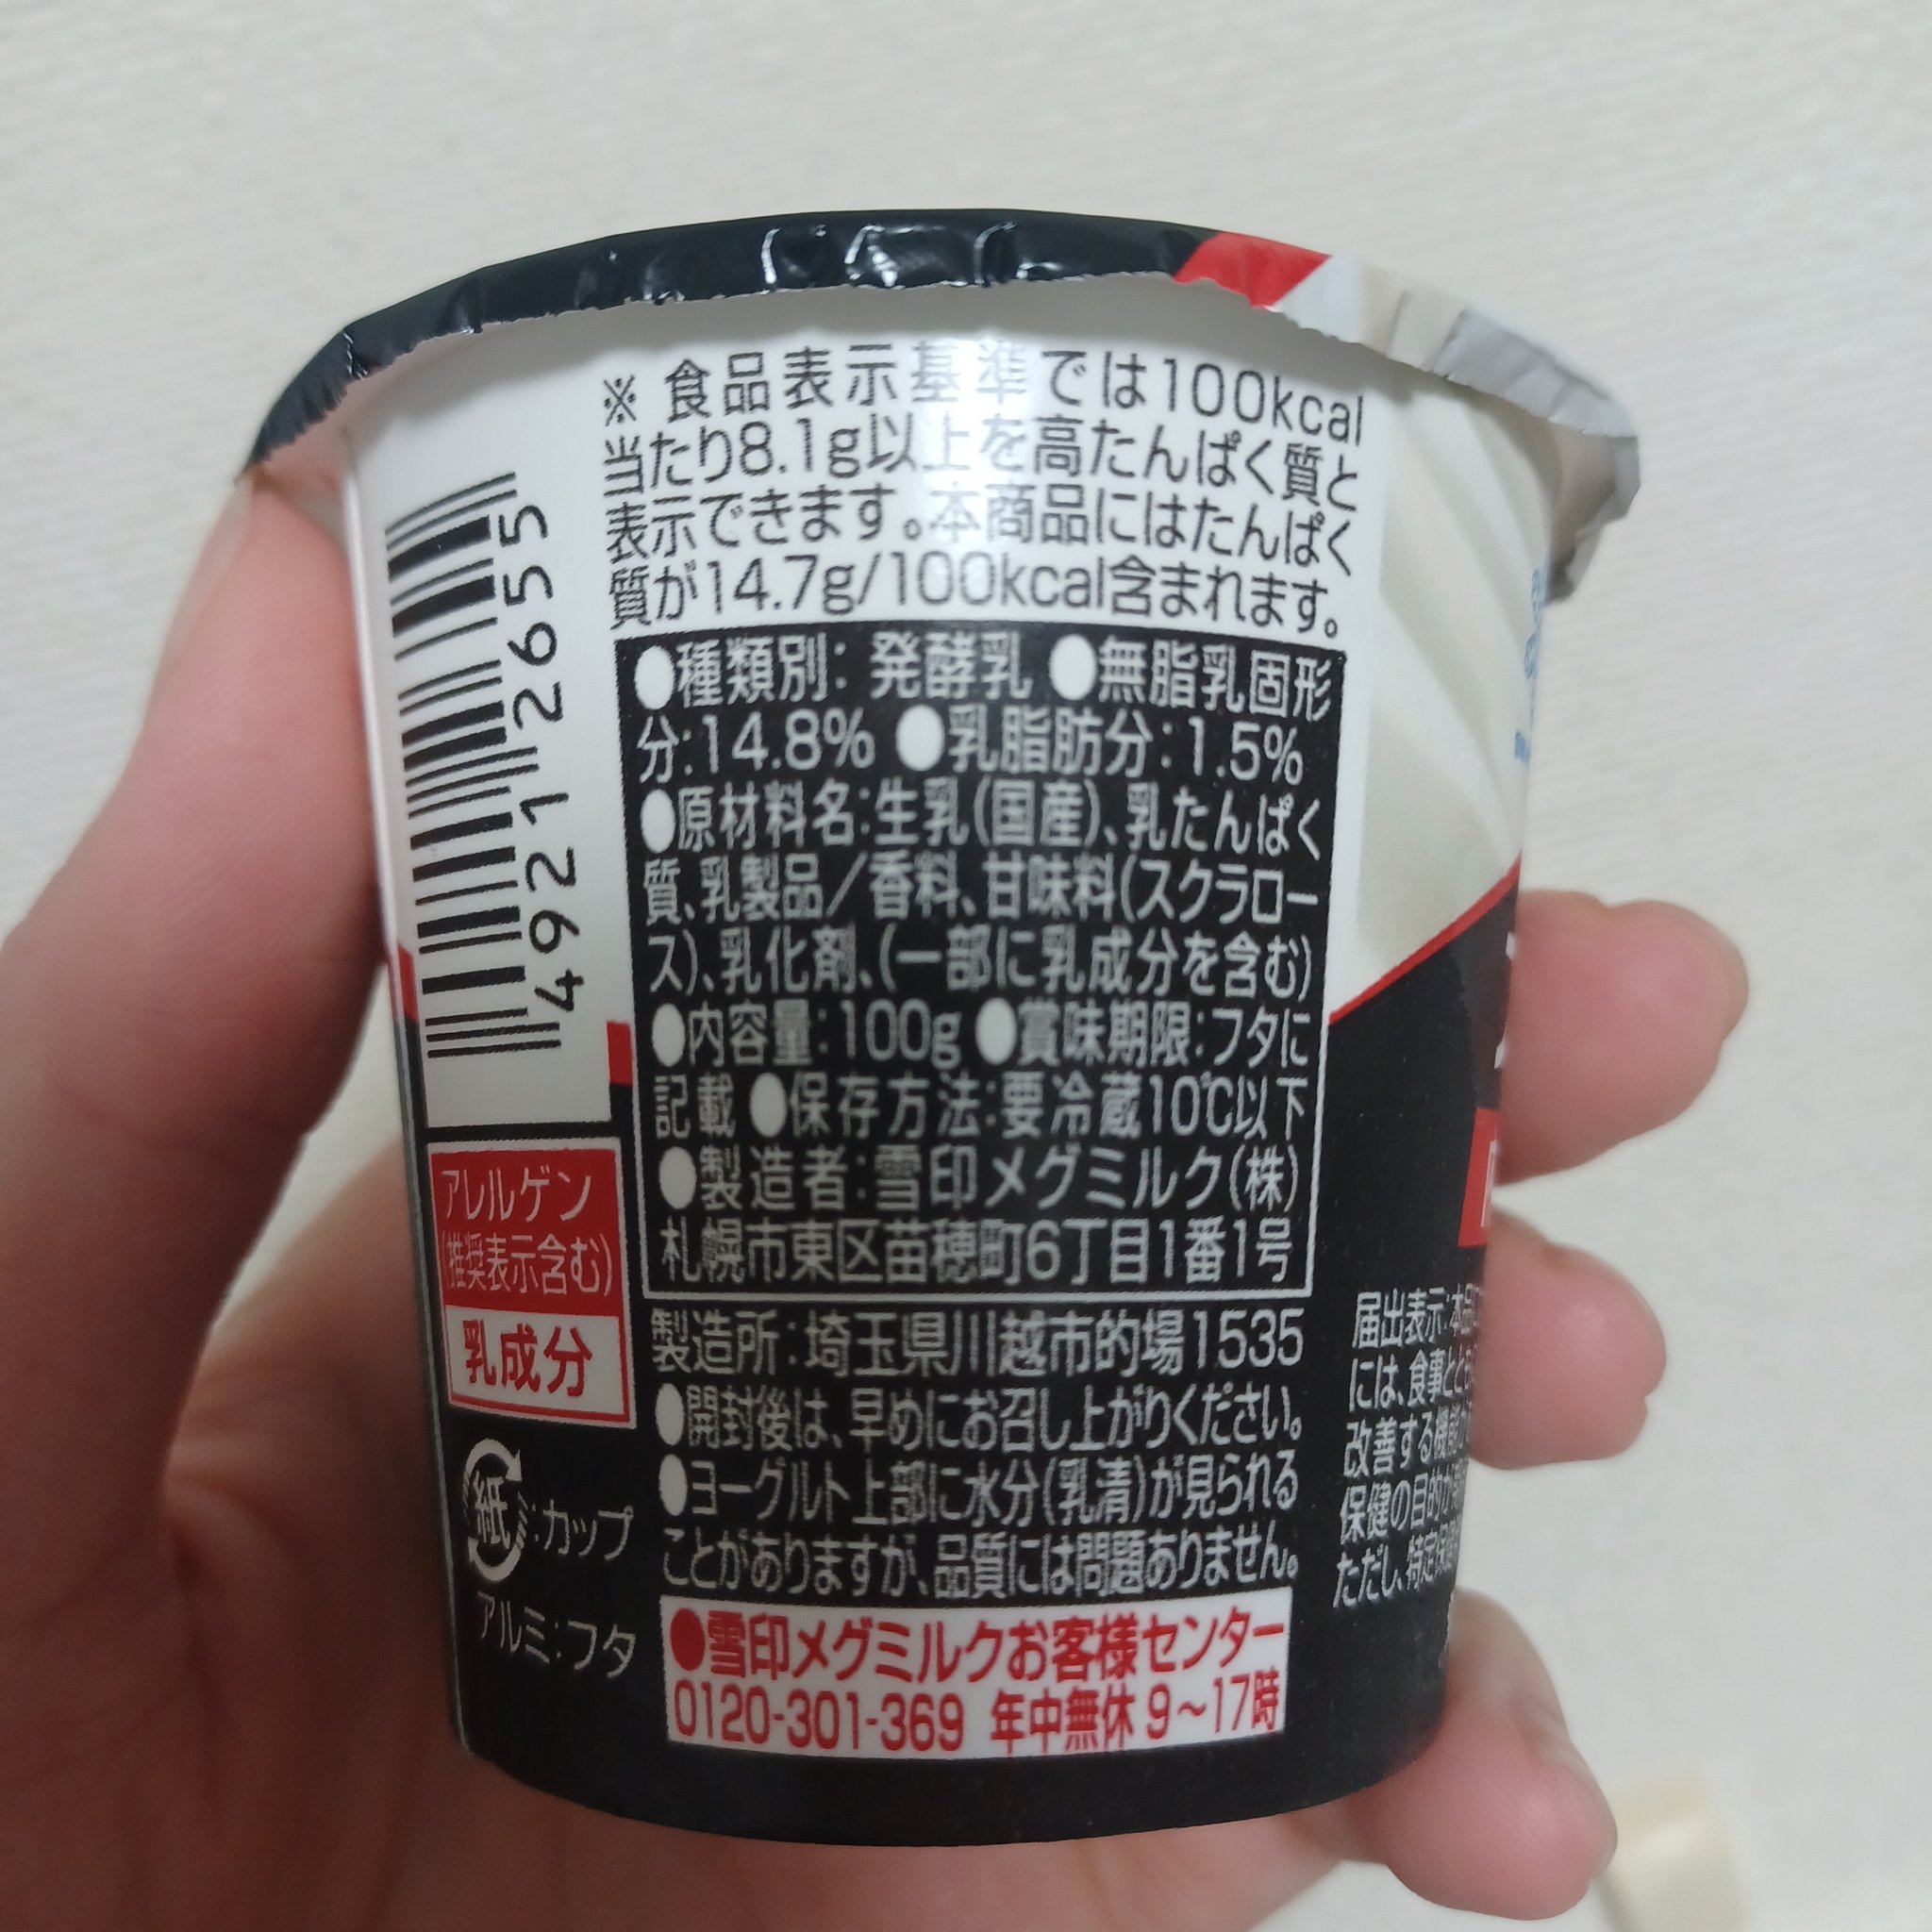 ※食品表示基準では100kcal
当たり8.1g以上を高たんぱく質と
表示できます。本商品にはたんぱく
質が14.7g/100kcal含まれます。
●種類別：発酵乳 ●無脂乳固形
分：14.8% ●乳脂肪分：1.5%
●原材料名：生乳(国産)、乳たんぱく
質、乳製品／香料、甘味料(スクラロー
ス)、乳化剤、(一部に乳成分を含む)
●内容量：100g ●賞味期限：フタに
記載 ●保存方法：要冷蔵10℃以下
●製造者：雪印メグミルク(株)
札幌市東区苗穂町6丁目1番1号
製造所：埼玉県川越市的場1535
●開封後は、早めにお召し上がりください。
●ヨーグルト上部に水分(乳清)が見られる
ことがありますが、品質には問題ありません。
●雪印メグミルクお客様センター
0120-301-369 年中無休 9～17時
49212655
アレルゲン
(推奨表示含む)
乳成分
紙：カップ
アルミ：フタ
届出表示：本品
には、食事とと
改善する機能
保健の目的が
ただし、特定保